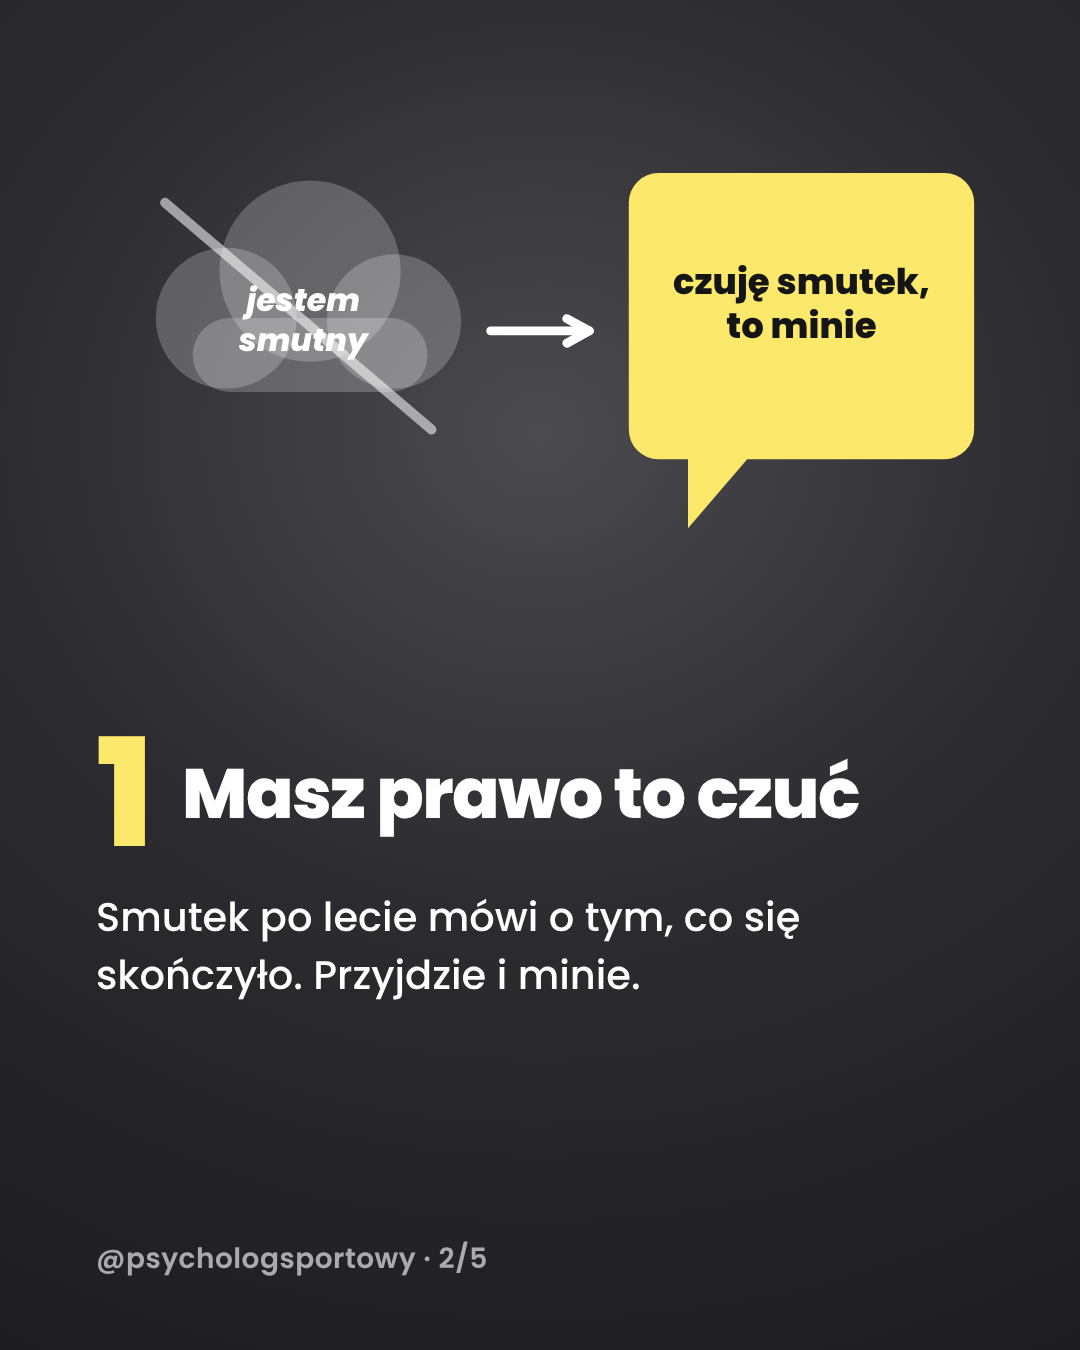 jestem
smutny
czuję smutek,
to minie
1 Masz prawo to czuć
Smutek po lecie mówi o tym, co się
skończyło. Przyjdzie i minie.
@psychologsportowy · 2/5